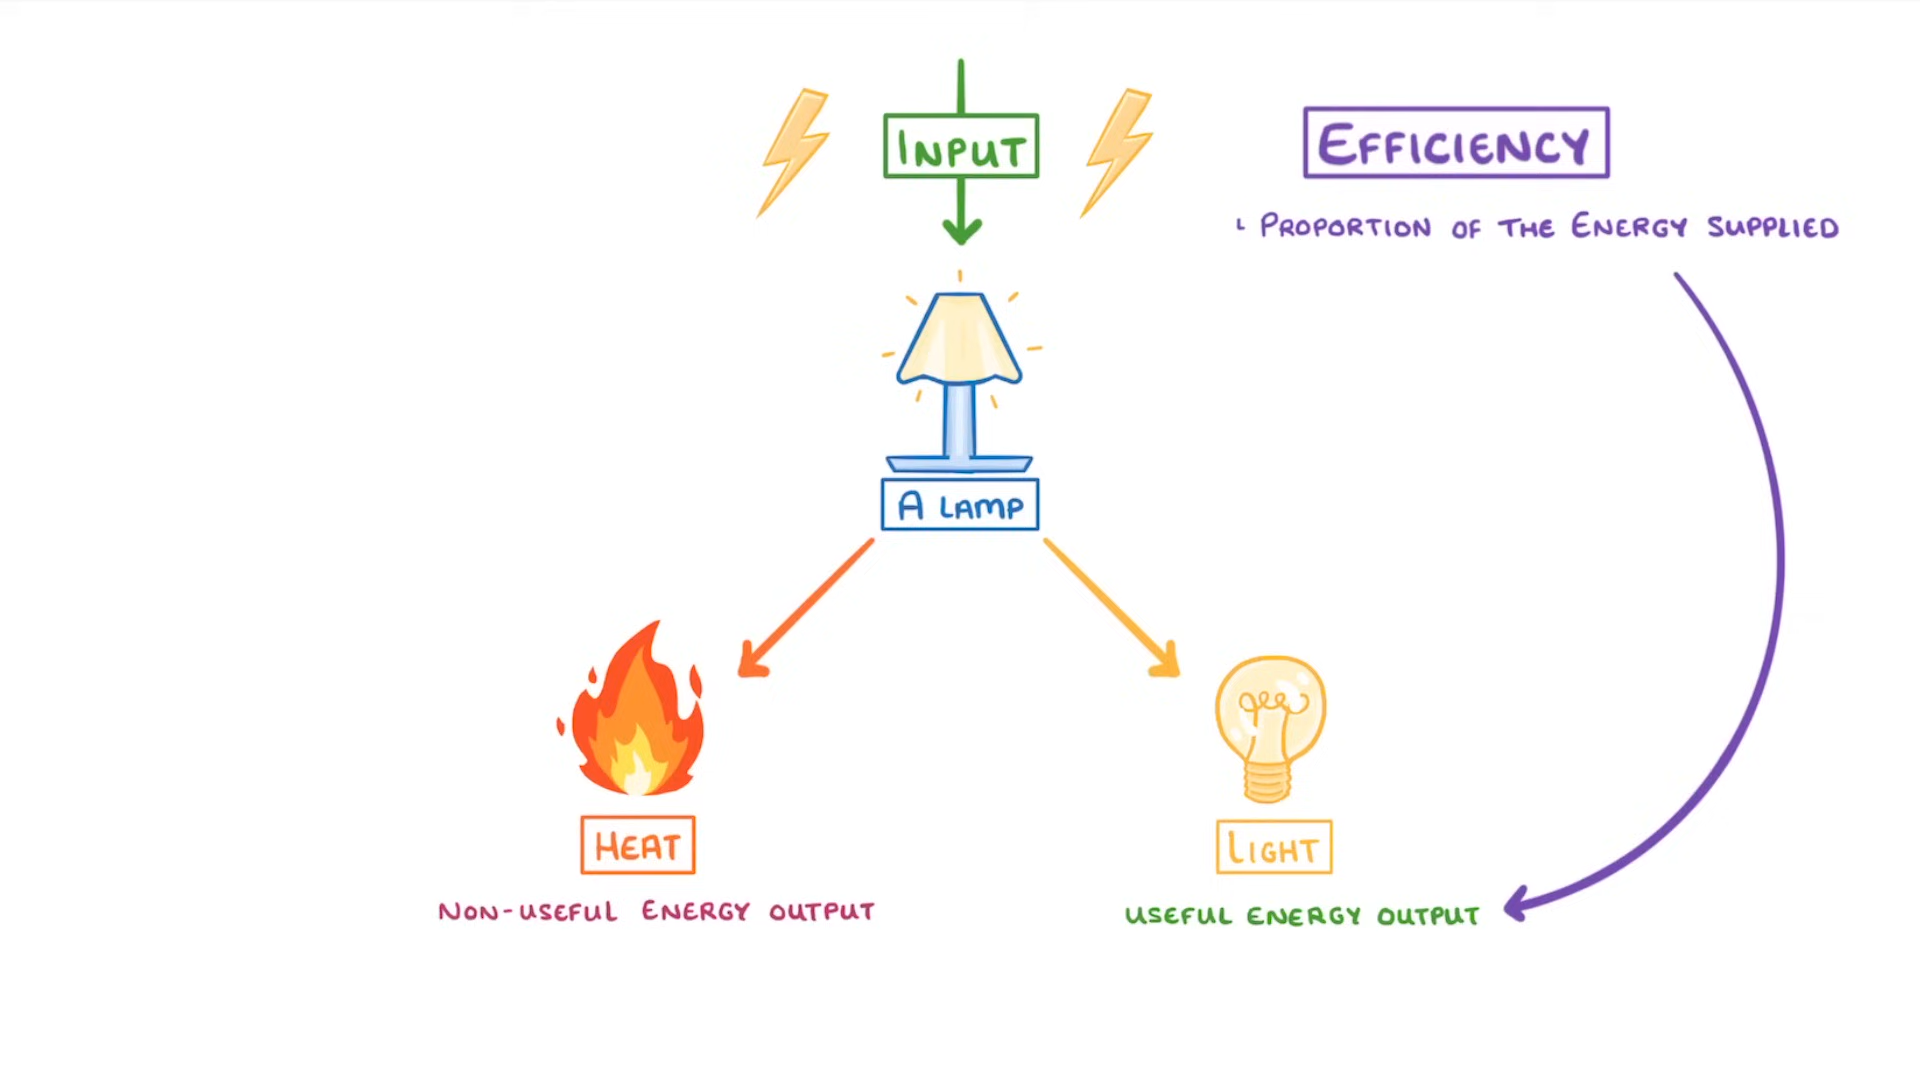 INPUT
EFFICIENCY
└ PROPORTION OF THE ENERGY SUPPLIED
A LAMP
HEAT
LIGHT
NON-USEFUL ENERGY OUTPUT
USEFUL ENERGY OUTPUT